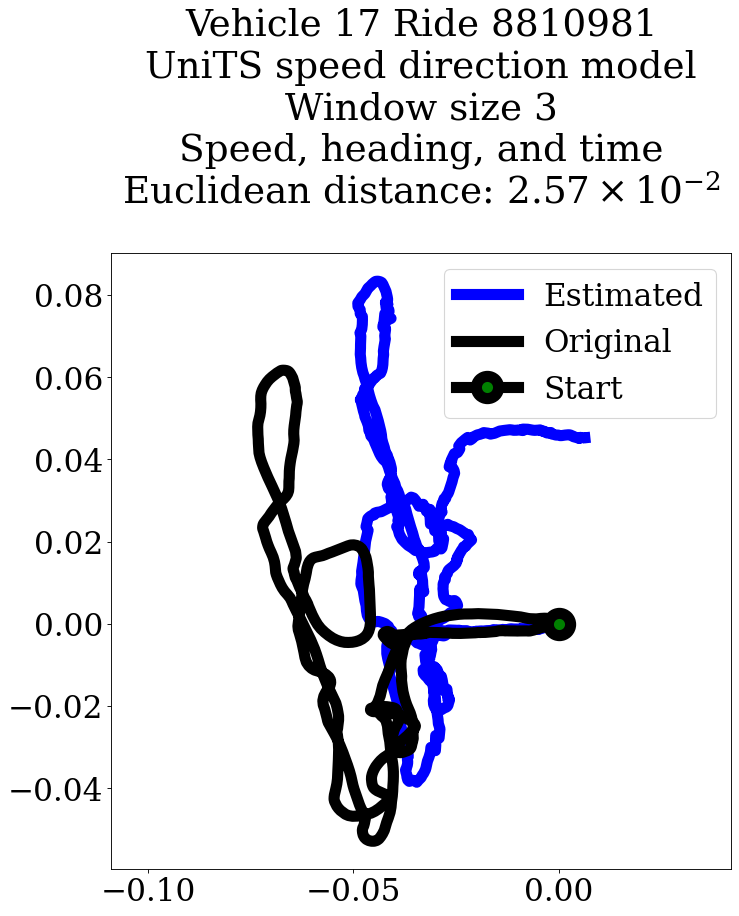 Vehicle 17 Ride 8810981
UniTS speed direction model
Window size 3
Speed, heading, and time
Euclidean distance: 2.57 × 10⁻²
Estimated
Original
Start
0.08
0.06
0.04
0.02
0.00
−0.02
−0.04
−0.10
−0.05
0.00